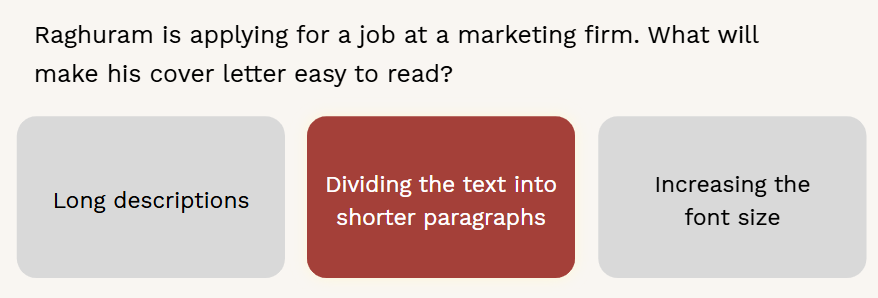 Raghuram is applying for a job at a marketing firm. What will
make his cover letter easy to read?
Long descriptions
Dividing the text into
shorter paragraphs
Increasing the
font size